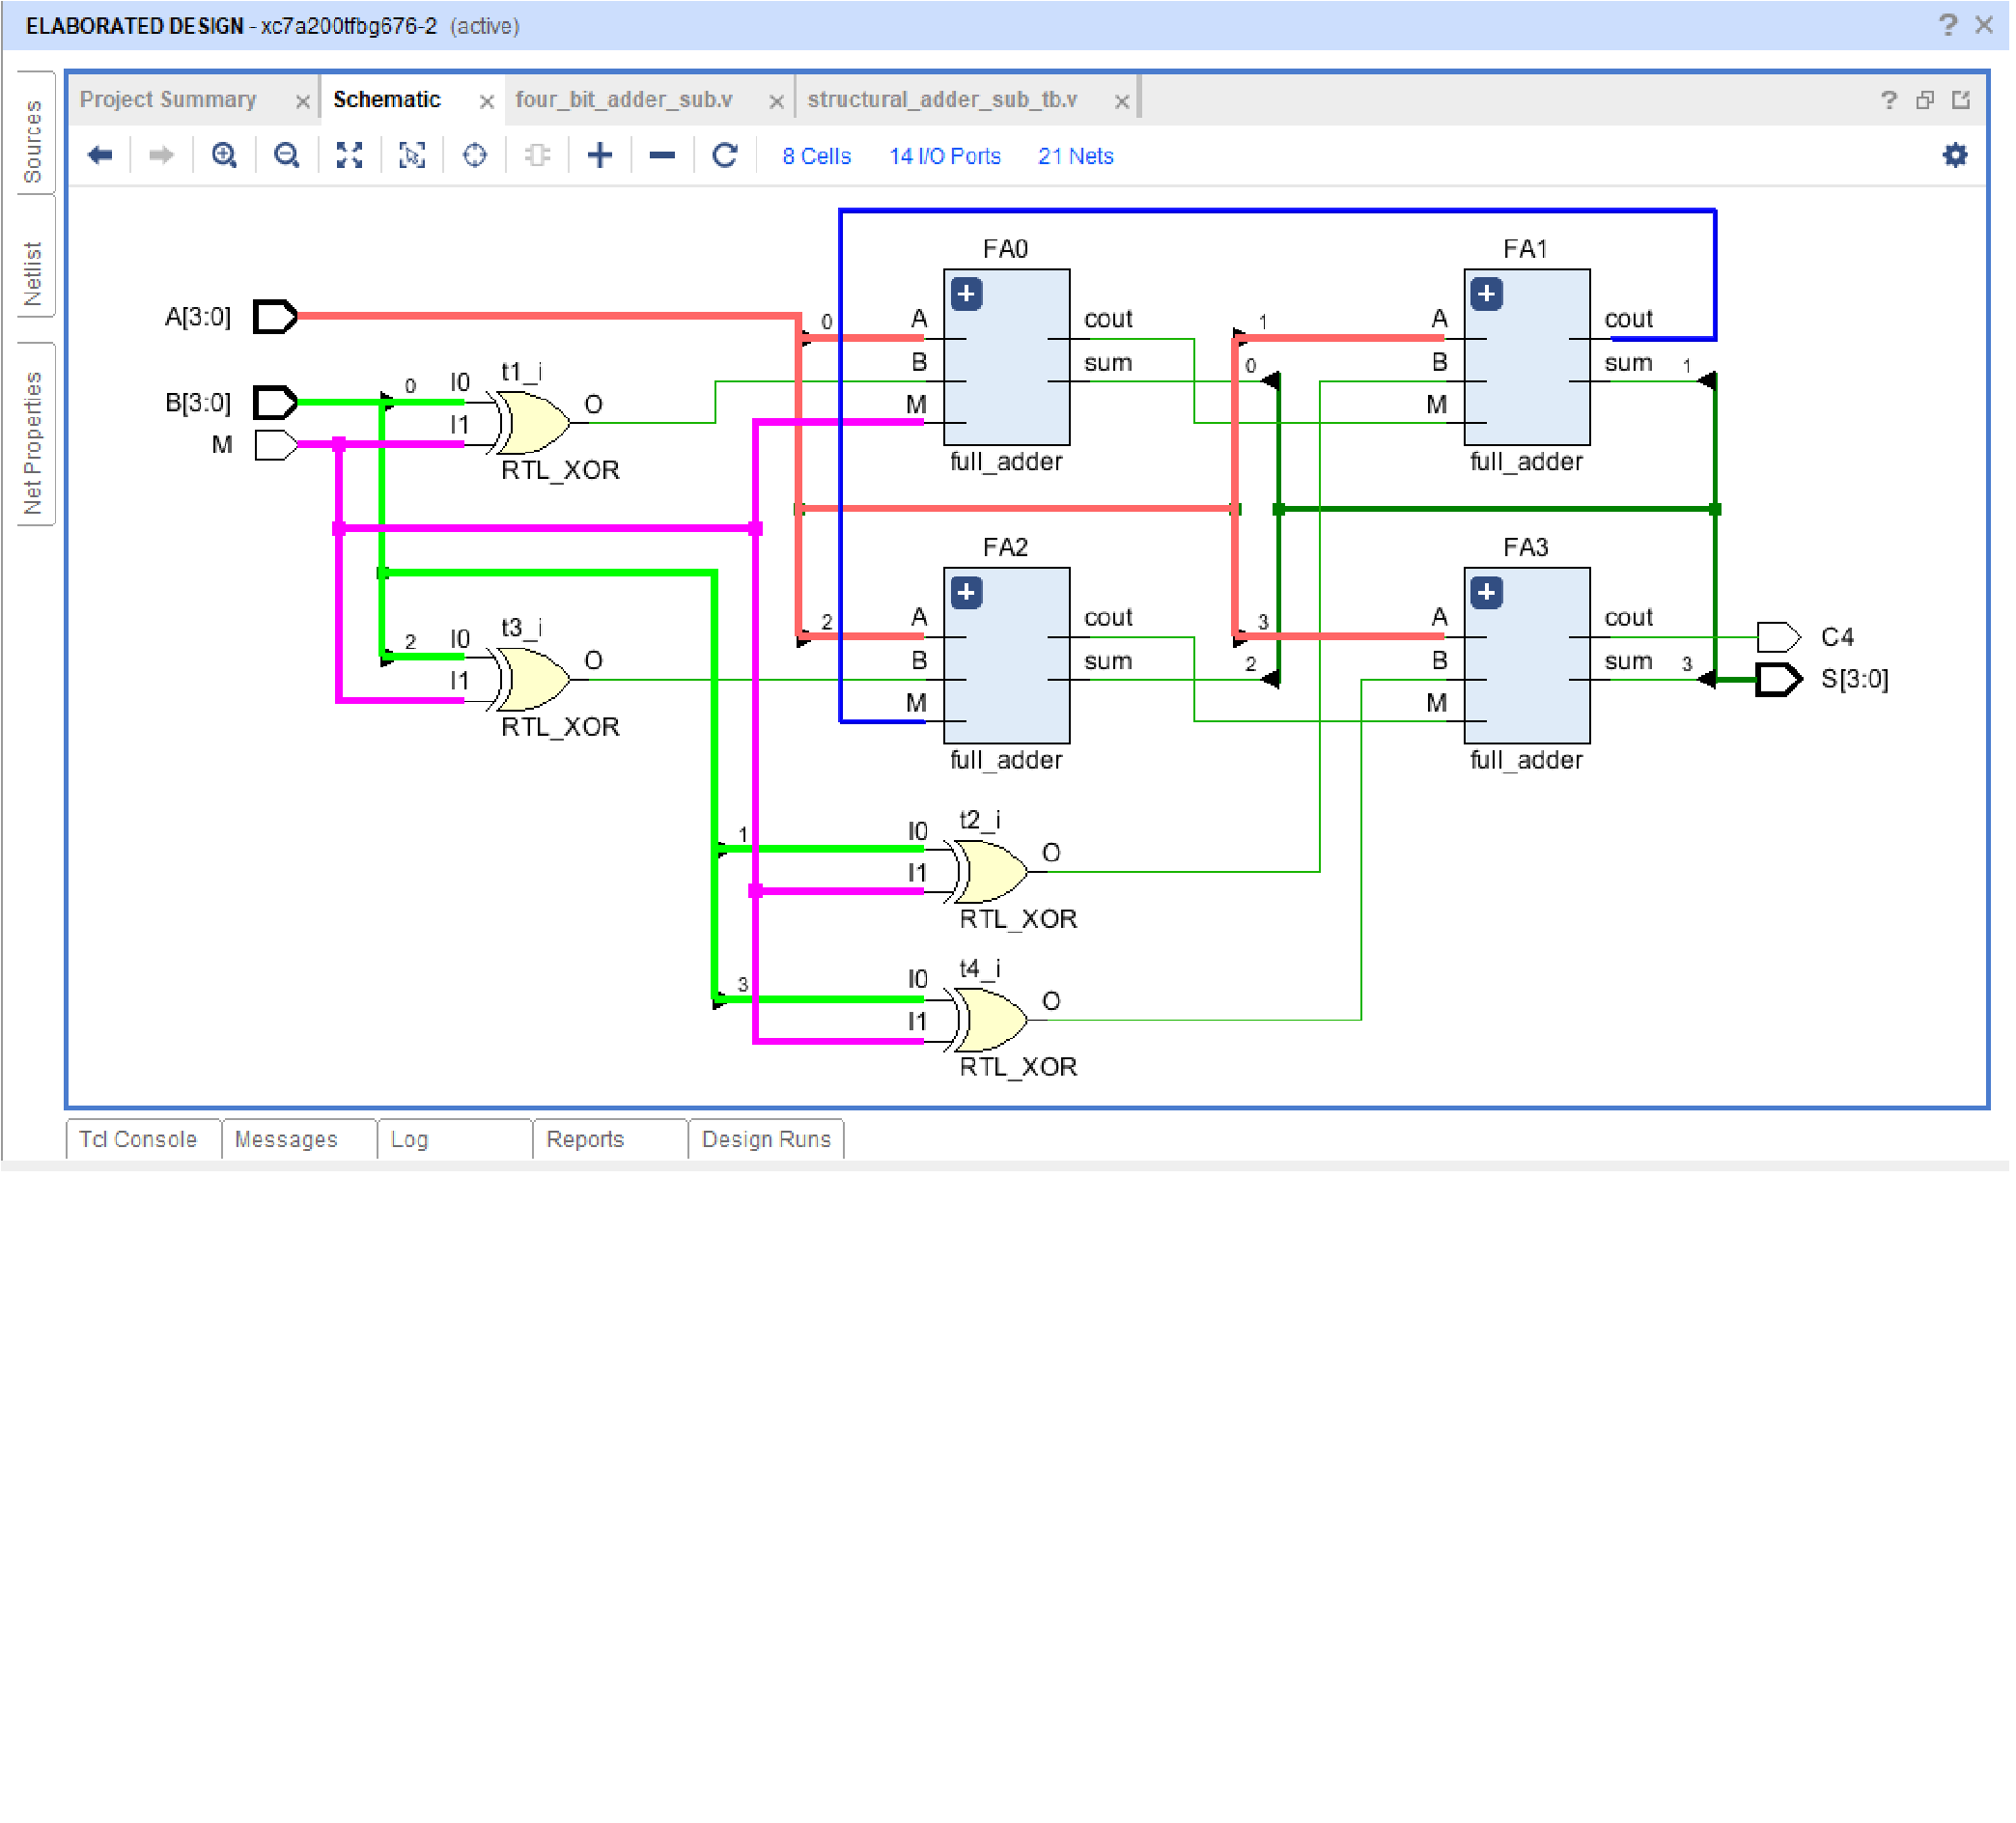 ELABORATED DESIGN - xc7a200tfbg676-2 (active)
Sources
Netlist
Net Properties
Project Summary Schematic four_bit_adder_sub.v structural_adder_sub_tb.v
8 Cells 14 I/O Ports 21 Nets
FA0 FA1
A[3:0] 0 A cout 1 A cout
B sum 0 B sum 1
t1_i
B[3:0] 0 I0 O M M
M I1
RTL_XOR full_adder full_adder
FA2 FA3
t3_i 2 A cout 3 A cout C4
2 I0 O B sum 2 B sum 3 S[3:0]
I1 M M
RTL_XOR full_adder full_adder
t2_i
1 I0 O
I1
RTL_XOR
t4_i
3 I0 O
I1
RTL_XOR
Tcl Console Messages Log Reports Design Runs